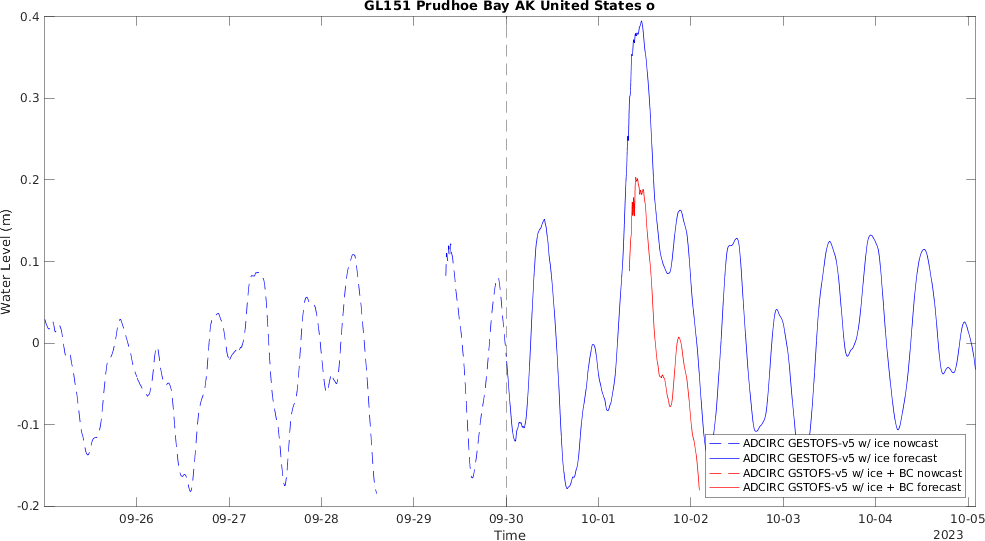 GL151 Prudhoe Bay AK United States o
Water Level (m)
0.4
0.3
0.2
0.1
0
-0.1
-0.2
ADCIRC GESTOFS-v5 w/ ice nowcast
ADCIRC GESTOFS-v5 w/ ice forecast
ADCIRC GSTOFS-v5 w/ ice + BC nowcast
ADCIRC GSTOFS-v5 w/ ice + BC forecast
09-26 09-27 09-28 09-29 09-30 10-01 10-02 10-03 10-04 10-05
Time
2023